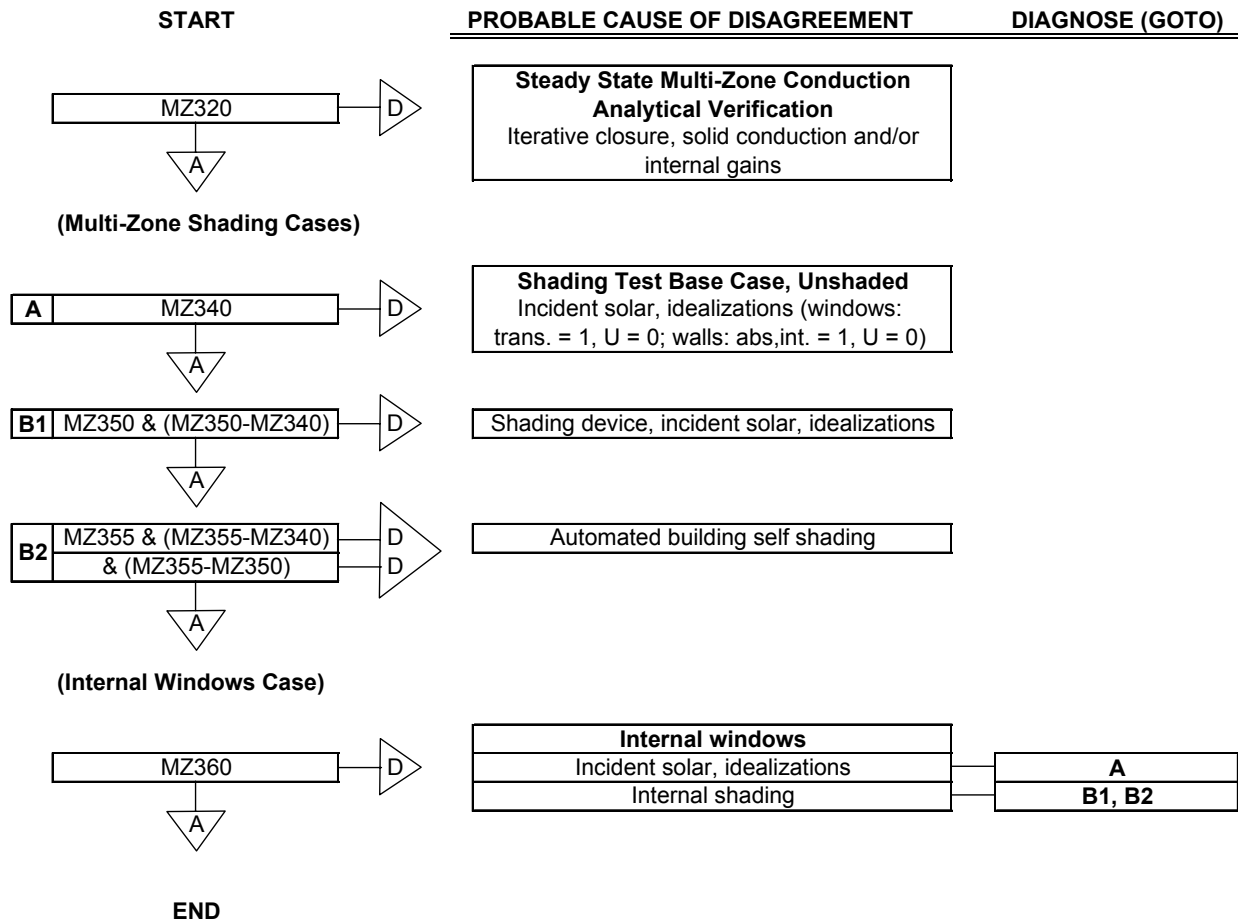 START
PROBABLE CAUSE OF DISAGREEMENT
DIAGNOSE (GOTO)
MZ320
D
Steady State Multi-Zone Conduction
Analytical Verification
Iterative closure, solid conduction and/or
internal gains
A
(Multi-Zone Shading Cases)
A
MZ340
D
Shading Test Base Case, Unshaded
Incident solar, idealizations (windows:
trans. = 1, U = 0; walls: abs,int. = 1, U = 0)
A
B1
MZ350 & (MZ350-MZ340)
D
Shading device, incident solar, idealizations
A
B2
MZ355 & (MZ355-MZ340)
& (MZ355-MZ350)
D
D
Automated building self shading
A
(Internal Windows Case)
MZ360
D
Internal windows
Incident solar, idealizations
A
Internal shading
B1, B2
A
END